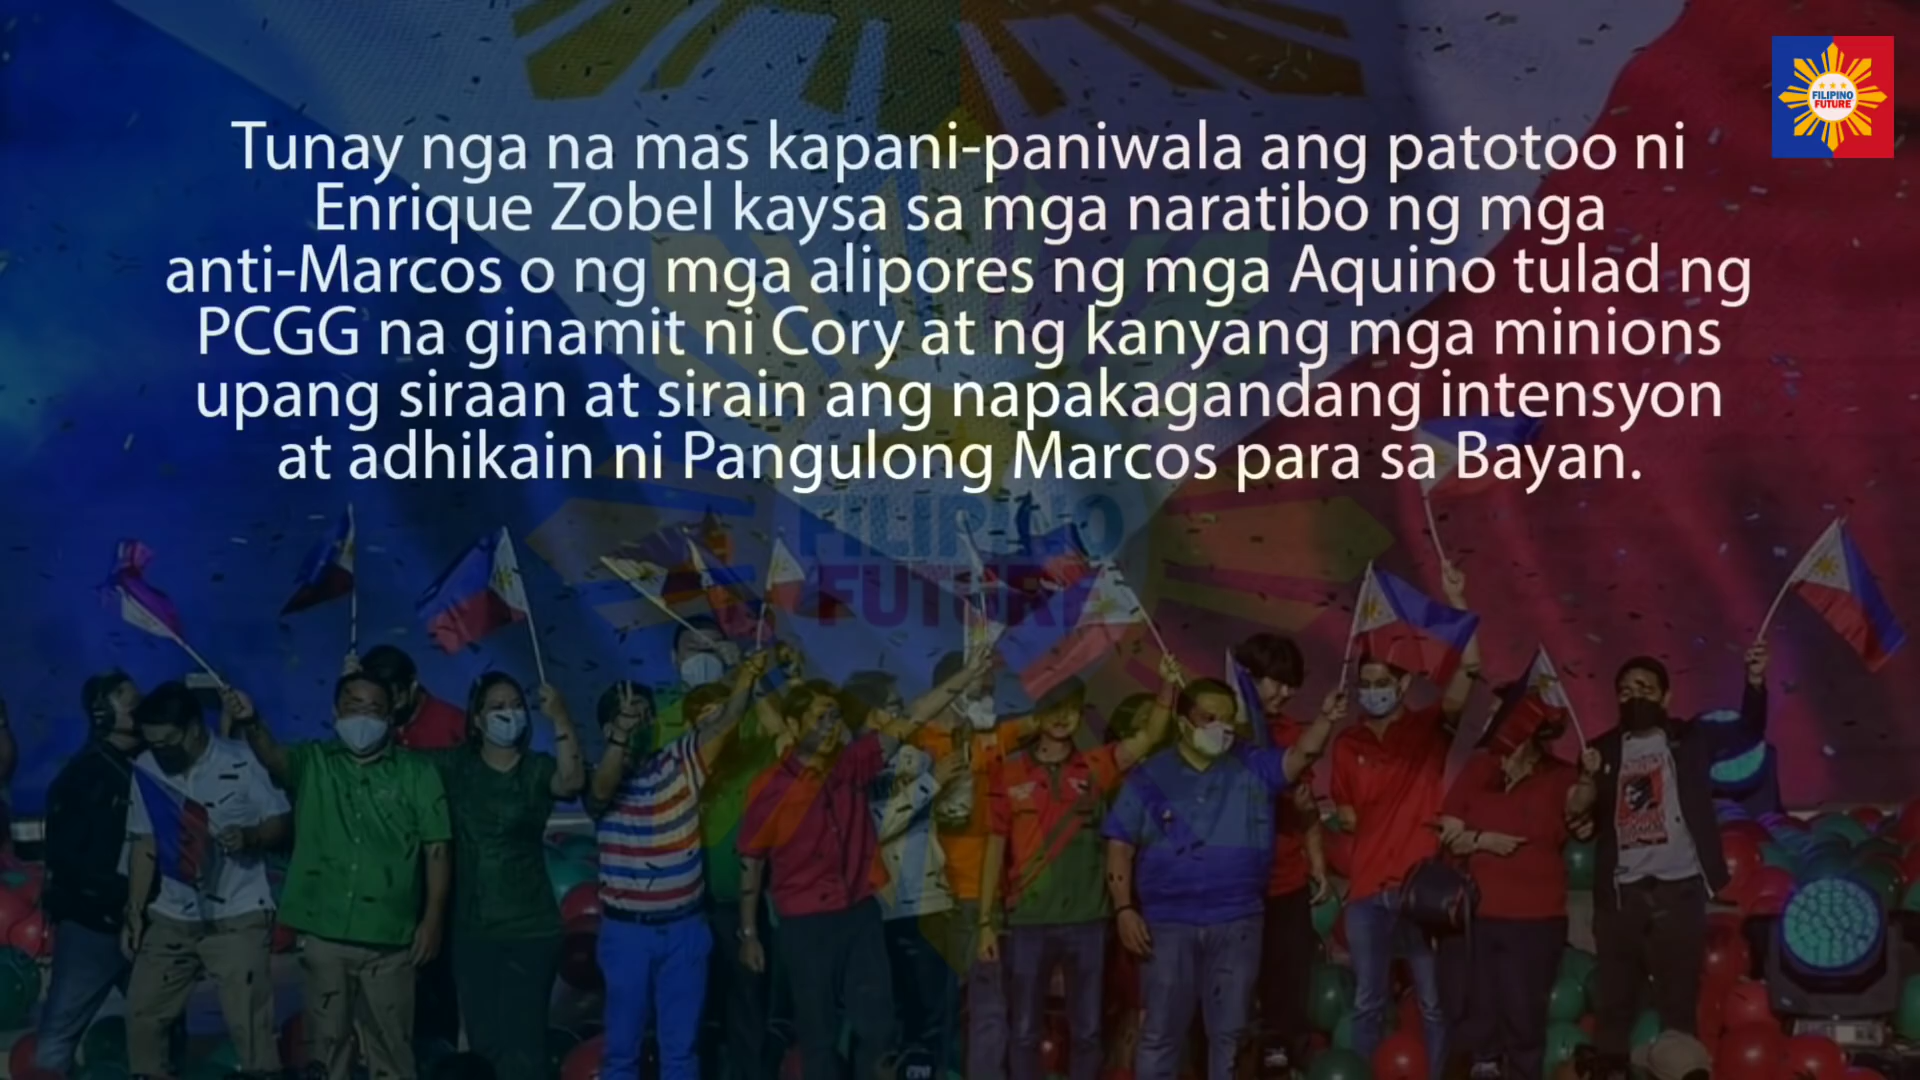 FILIPINO
FUTURE
Tunay nga na mas kapani-paniwala ang patotoo ni
Enrique Zobel kaysa sa mga naratibo ng mga
anti-Marcos o ng mga alipores ng mga Aquino tulad ng
PCGG na ginamit ni Cory at ng kanyang mga minions
upang siraan at sirain ang napakagandang intensyon
at adhikain ni Pangulong Marcos para sa Bayan.
FILIPINO
FUTURE